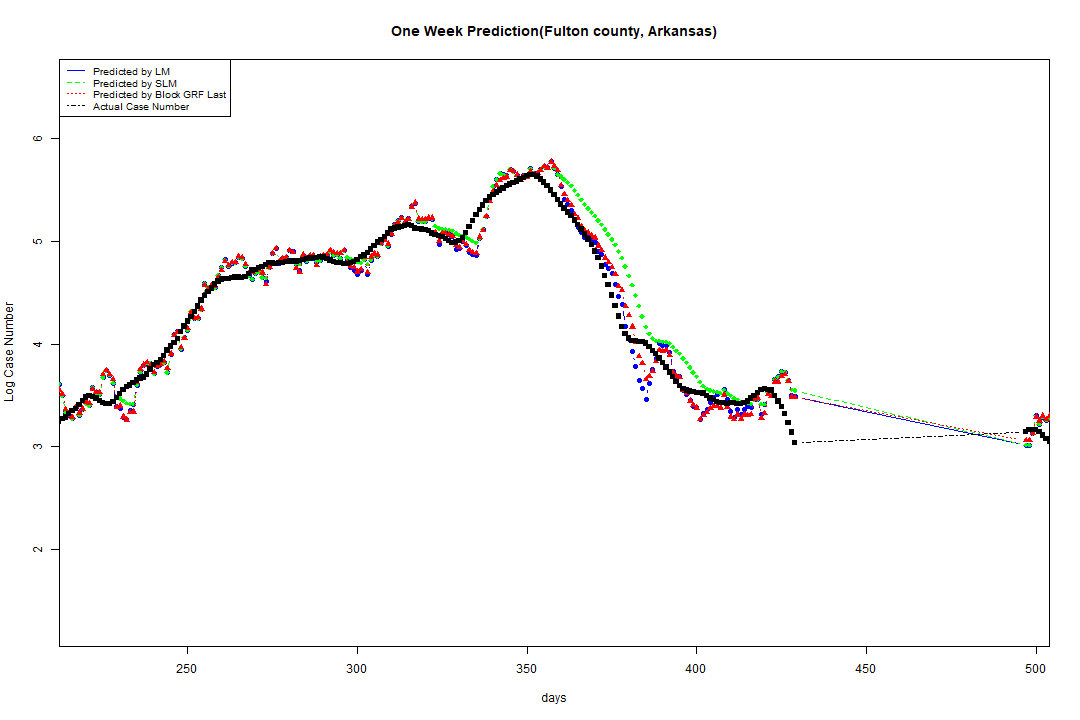 One Week Prediction(Fulton county, Arkansas)
Predicted by LM
Predicted by SLM
Predicted by Block GRF Last
Actual Case Number
Log Case Number
6
5
4
3
2
250 300 350 400 450 500
days